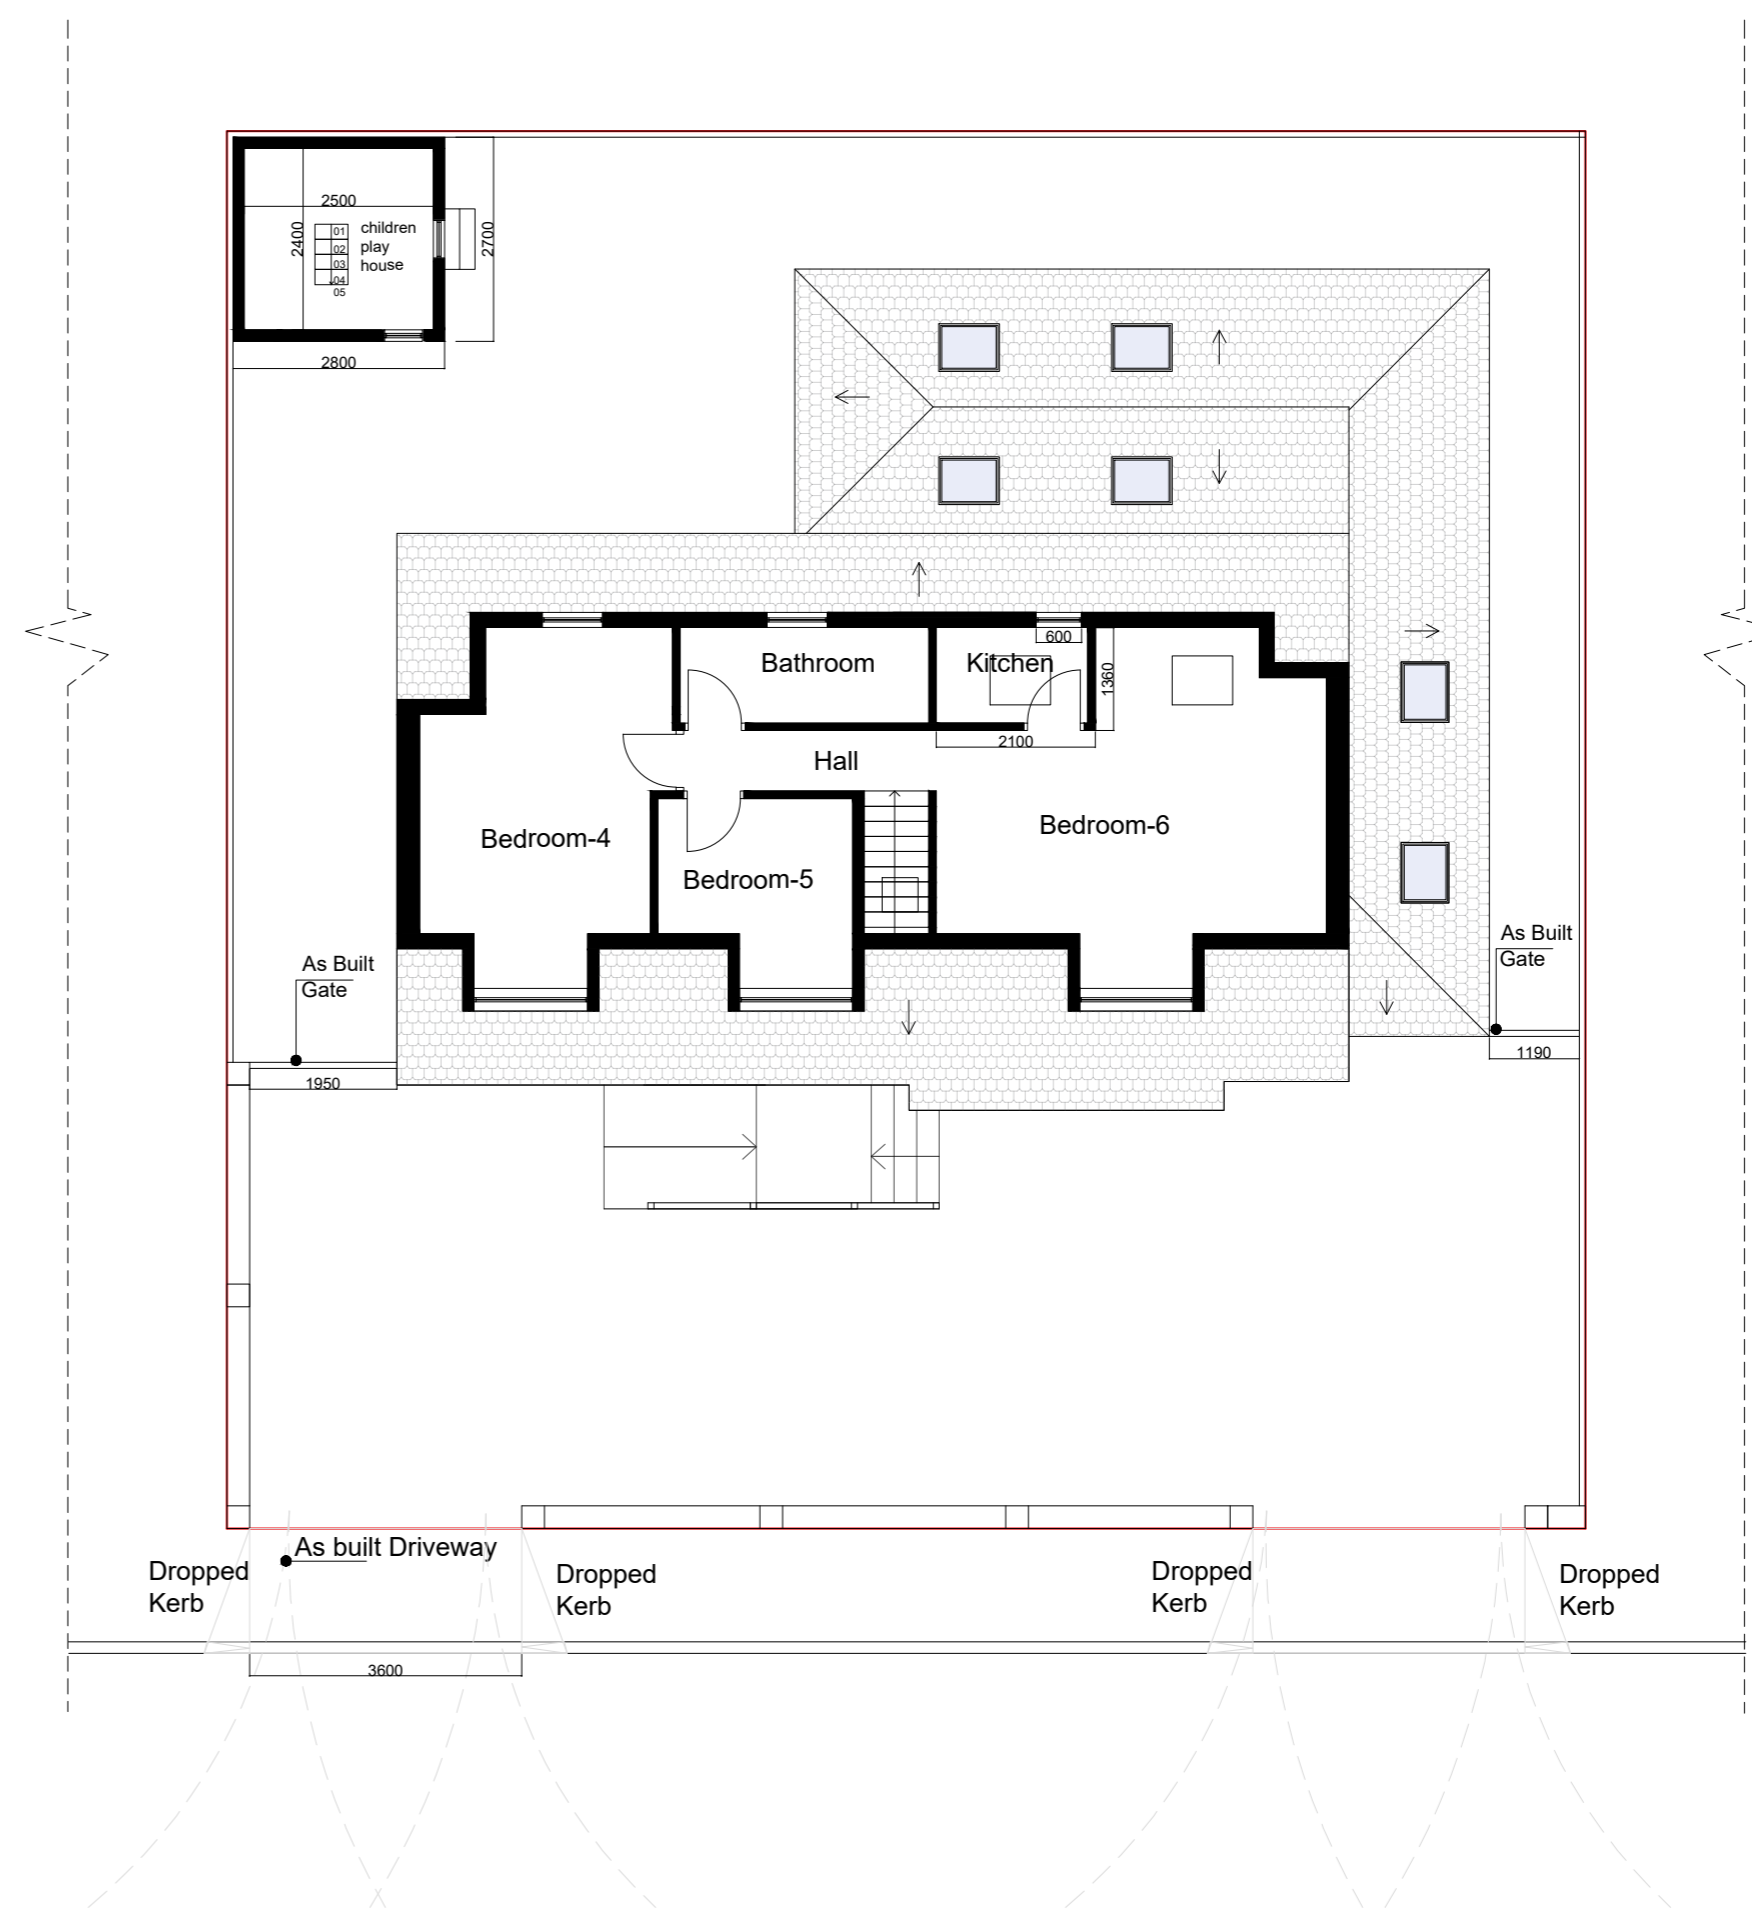 2500
2400
01
02
03
04
05
children
play
house
2700
2800
Bathroom
Kitchen
600
1360
2100
Hall
Bedroom-4
Bedroom-5
Bedroom-6
As Built
Gate
As Built
Gate
1950
1190
As built Driveway
Dropped
Kerb
Dropped
Kerb
Dropped
Kerb
Dropped
Kerb
3600